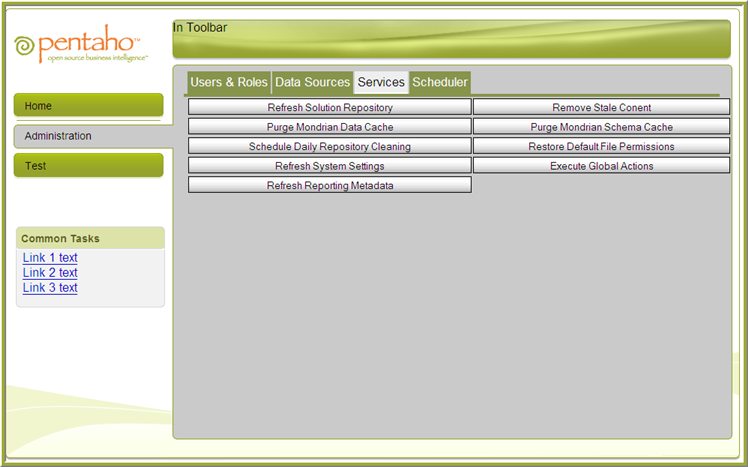 pentaho™
open source business intelligence™
In Toolbar
Home
Administration
Test
Common Tasks
Link 1 text
Link 2 text
Link 3 text
Users & Roles Data Sources Services Scheduler
Refresh Solution Repository Remove Stale Conent
Purge Mondrian Data Cache Purge Mondrian Schema Cache
Schedule Daily Repository Cleaning Restore Default File Permissions
Refresh System Settings Execute Global Actions
Refresh Reporting Metadata